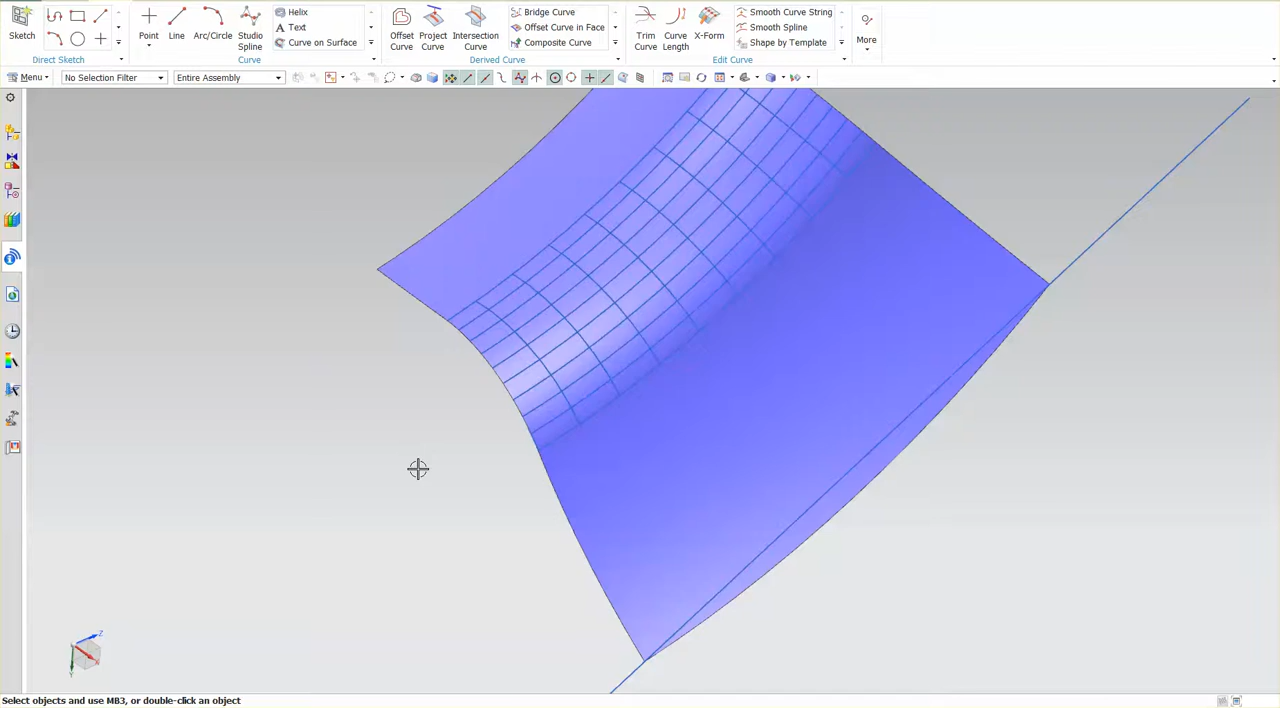 Sketch
Direct Sketch
Point
Line
Arc/Circle
Studio
Spline
Helix
Text
Curve on Surface
Curve
Offset
Curve
Project
Curve
Intersection
Curve
Bridge Curve
Offset Curve in Face
Composite Curve
Derived Curve
Trim
Curve
Curve
Length
X-Form
Smooth Curve String
Smooth Spline
Shape by Template
Edit Curve
More
Menu
No Selection Filter
Entire Assembly
Z
X
Y
Select objects and use MB3, or double-click an object